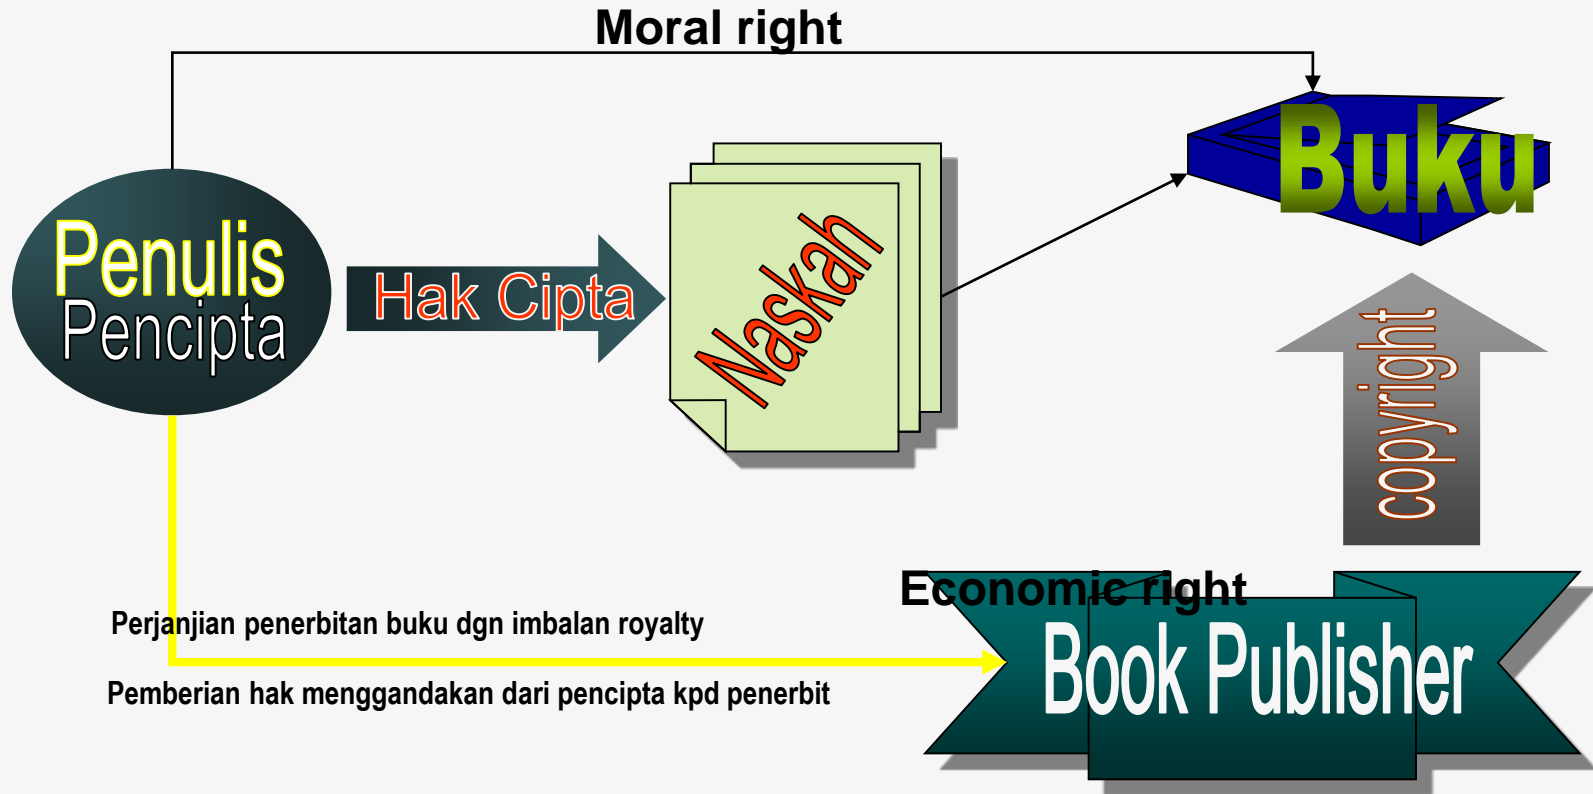 Moral right
Buku
Penulis
Pencipta
Hak Cipta
Naskah
copyright
Economic right
Perjanjian penerbitan buku dgn imbalan royalty
Book Publisher
Pemberian hak menggandakan dari pencipta kpd penerbit